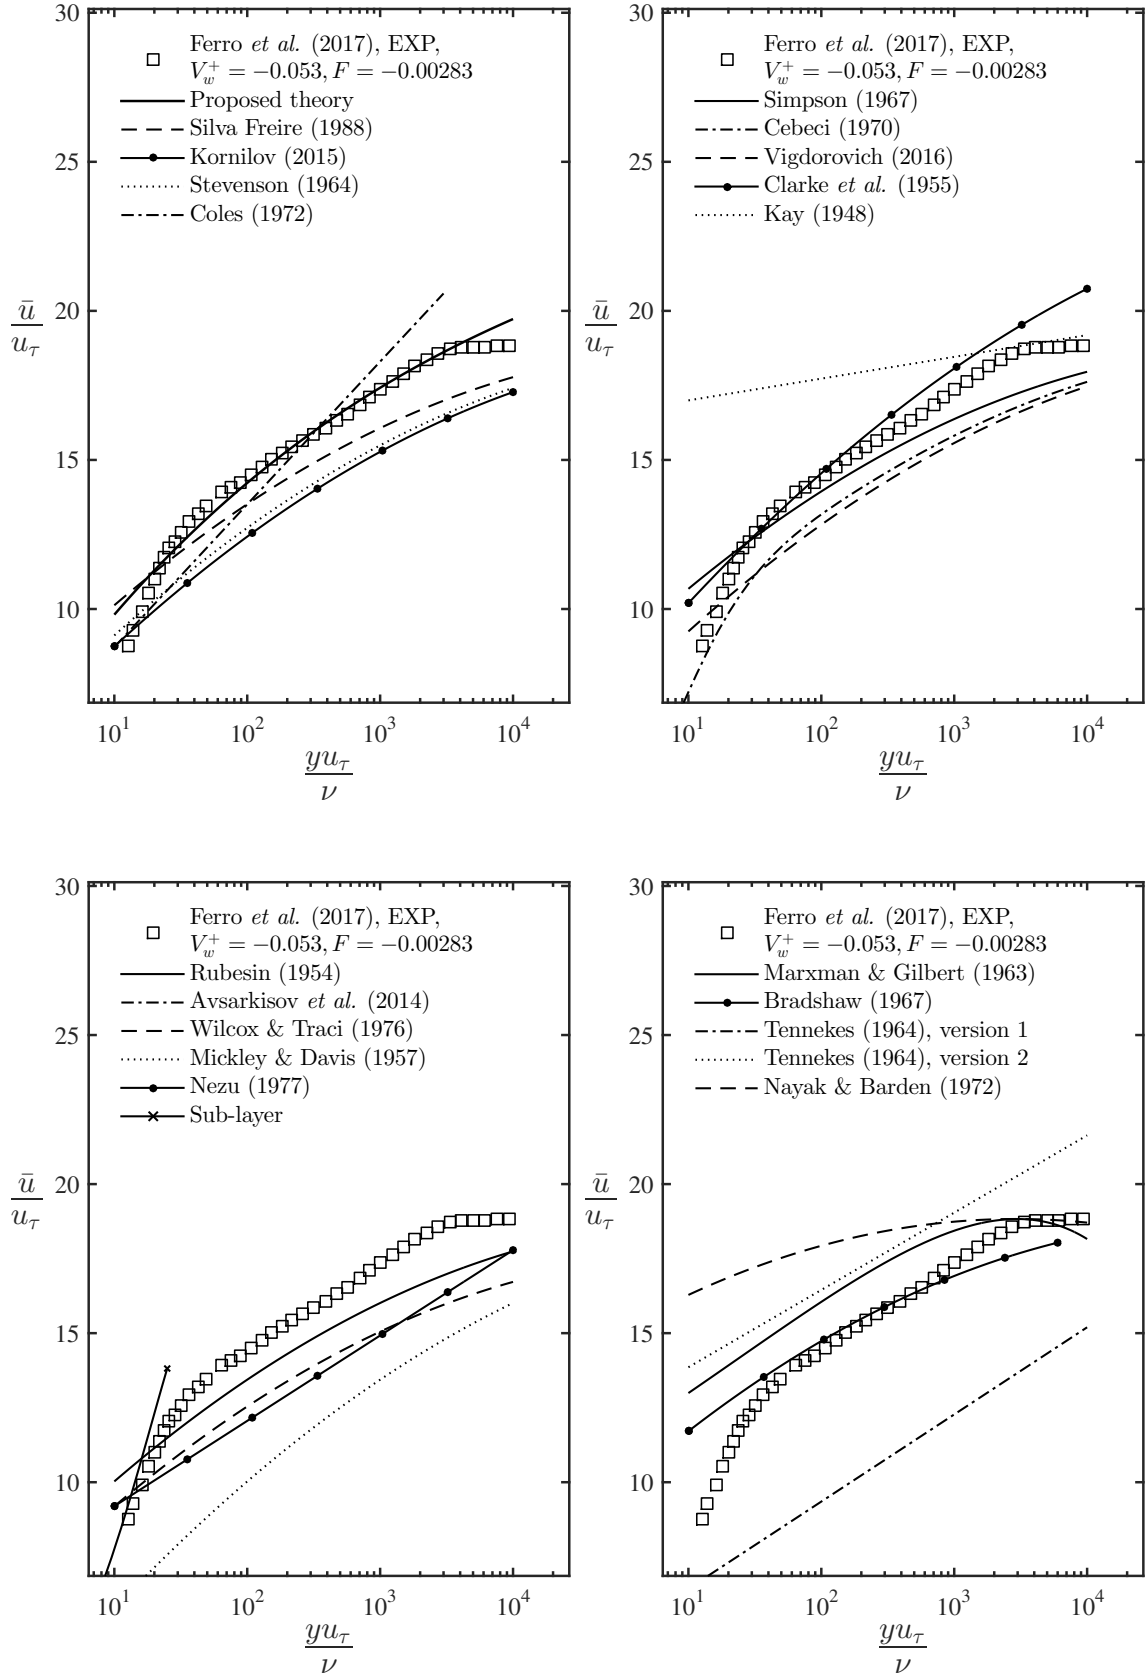 30
25
20
15
10
ū
u_τ
Ferro et al. (2017), EXP,
V_w^+ = −0.053, F = −0.00283
Proposed theory
Silva Freire (1988)
Kornilov (2015)
Stevenson (1964)
Coles (1972)
10^1
10^2
10^3
10^4
yu_τ
ν
30
25
20
15
10
ū
u_τ
Ferro et al. (2017), EXP,
V_w^+ = −0.053, F = −0.00283
Simpson (1967)
Cebeci (1970)
Vigdorovich (2016)
Clarke et al. (1955)
Kay (1948)
10^1
10^2
10^3
10^4
yu_τ
ν
30
25
20
15
10
ū
u_τ
Ferro et al. (2017), EXP,
V_w^+ = −0.053, F = −0.00283
Rubesin (1954)
Avsarkisov et al. (2014)
Wilcox & Traci (1976)
Mickley & Davis (1957)
Nezu (1977)
Sub-layer
10^1
10^2
10^3
10^4
yu_τ
ν
30
25
20
15
10
ū
u_τ
Ferro et al. (2017), EXP,
V_w^+ = −0.053, F = −0.00283
Marxman & Gilbert (1963)
Bradshaw (1967)
Tennekes (1964), version 1
Tennekes (1964), version 2
Nayak & Barden (1972)
10^1
10^2
10^3
10^4
yu_τ
ν